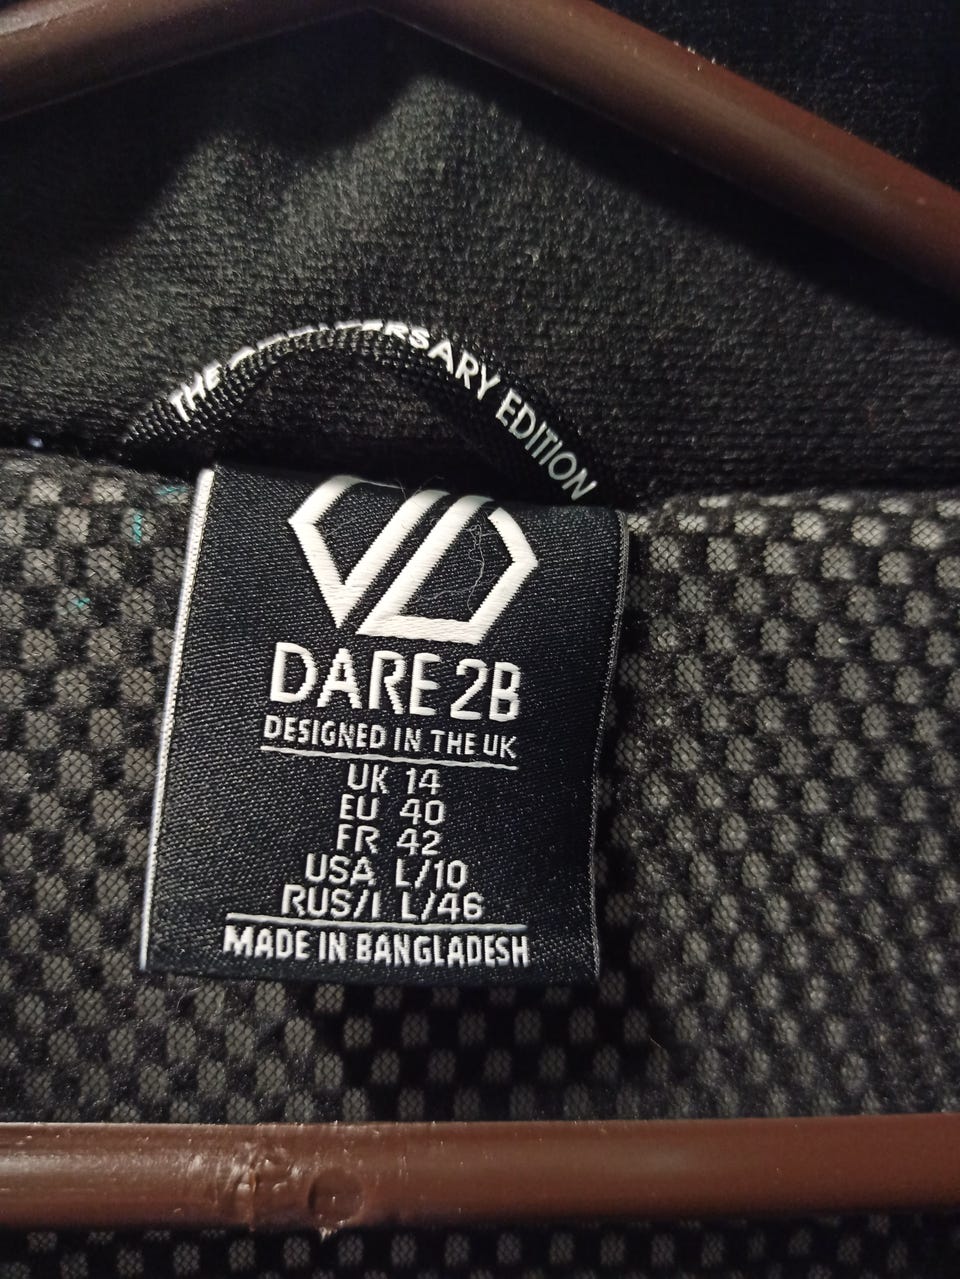 THE ANNIVERSARY EDITION
DARE 2B
DESIGNED IN THE UK
UK 14
EU 40
FR 42
USA L/10
RUS/I L/46
MADE IN BANGLADESH